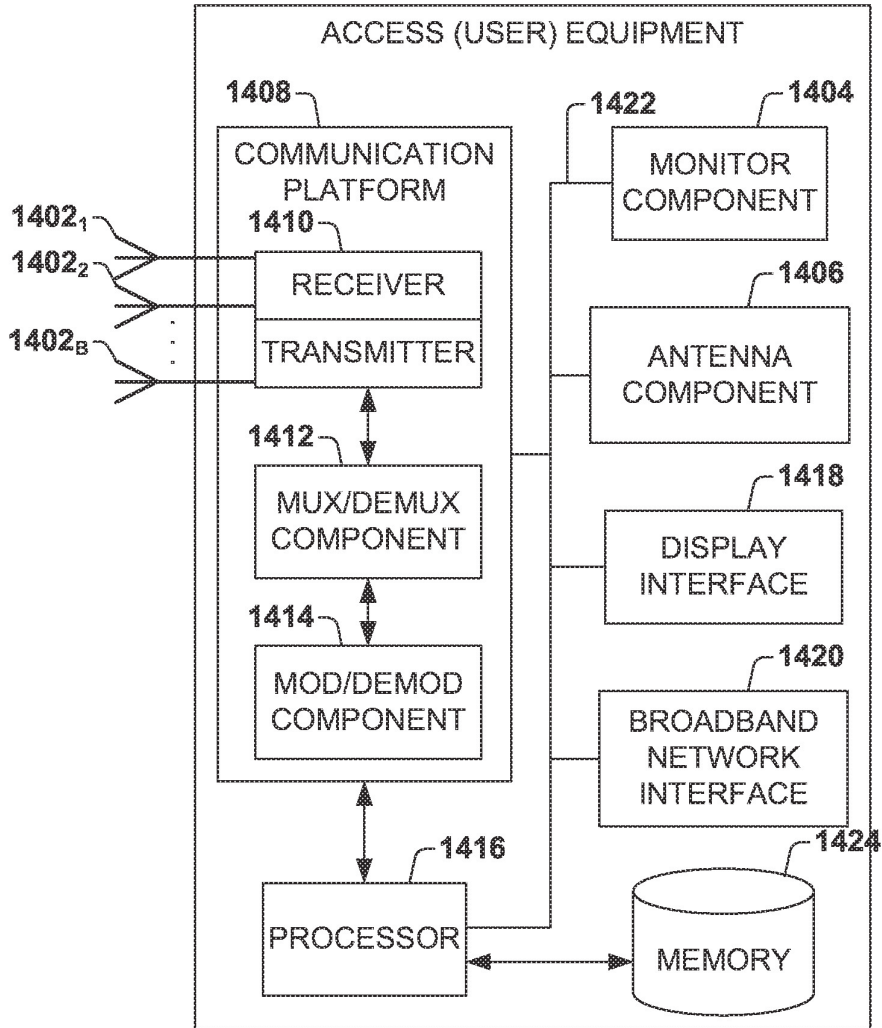 ACCESS (USER) EQUIPMENT
1408
COMMUNICATION
PLATFORM
1422
1404
MONITOR
COMPONENT
1402₁
1410
RECEIVER
1402₂
TRANSMITTER
1402B
1406
ANTENNA
COMPONENT
1412
MUX/DEMUX
COMPONENT
1418
DISPLAY
INTERFACE
1414
MOD/DEMOD
COMPONENT
1420
BROADBAND
NETWORK
INTERFACE
1416
PROCESSOR
1424
MEMORY